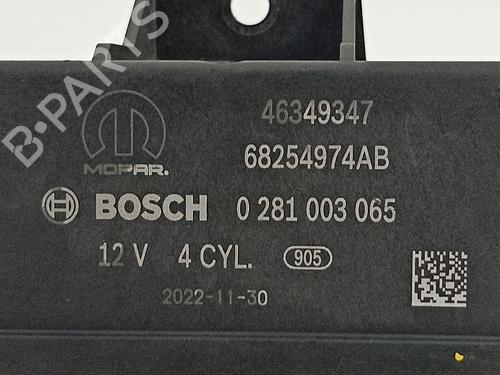 B-PARTS
46349347
MOPAR.
68254974AB
BOSCH 0 281 003 065
12 V 4 CYL. 905
2022-11-30